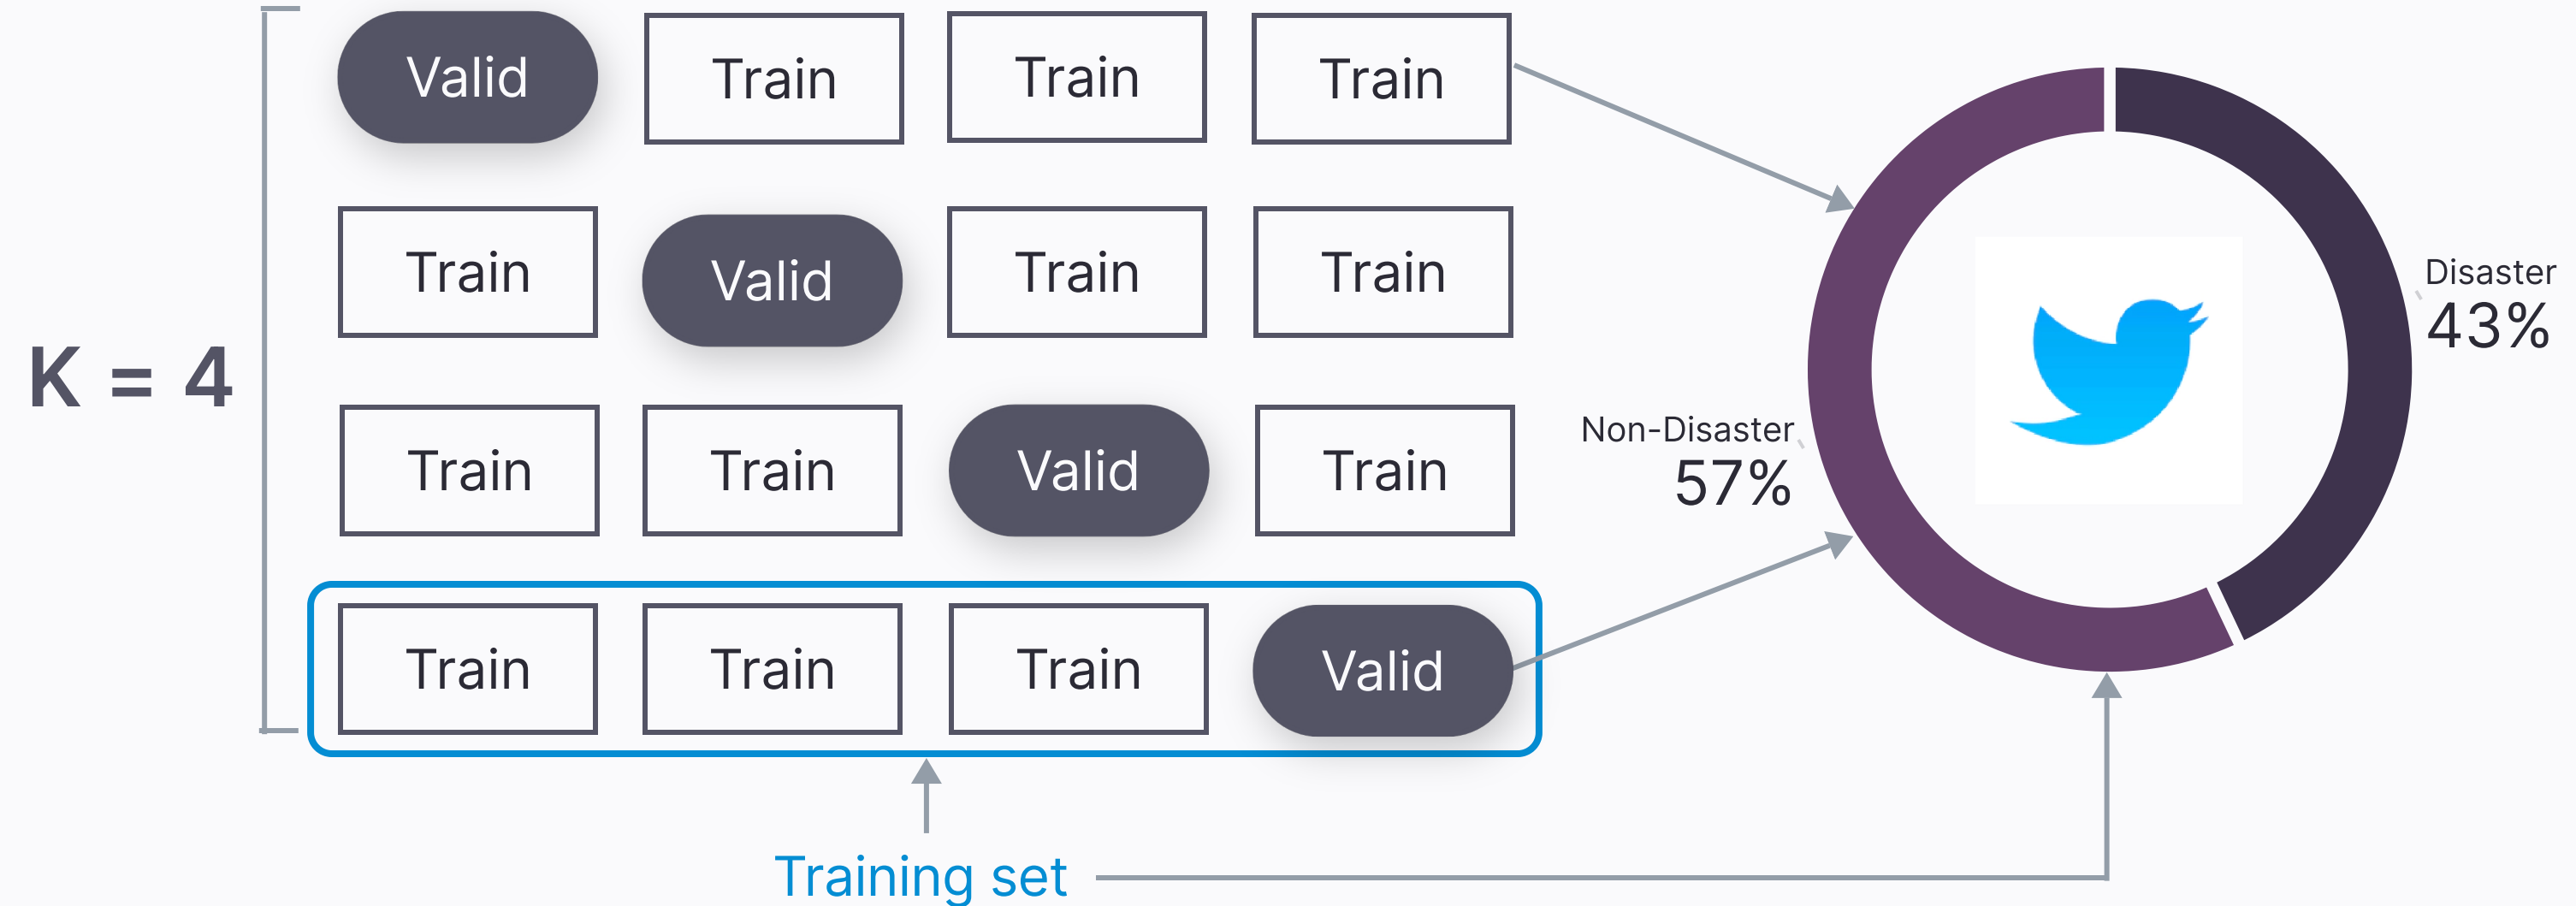 Valid Train Train Train
Train Valid Train Train
K = 4
Train Train Valid Train
Train Train Train Valid
Training set
Disaster
43%
Non-Disaster
57%